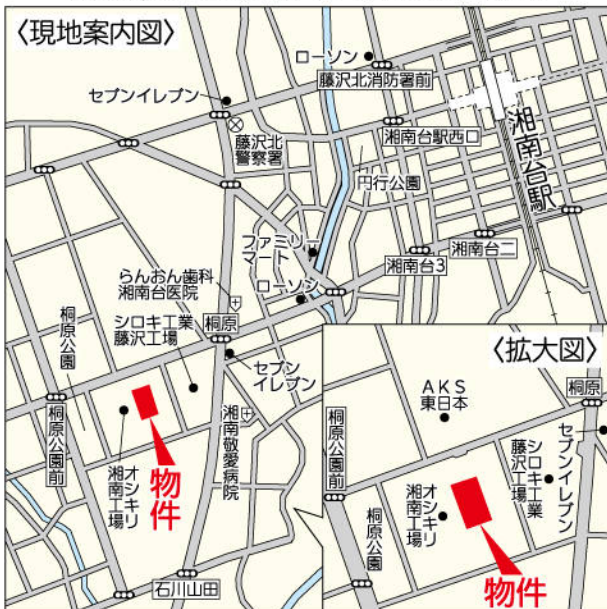 〈現地案内図〉
ローソン
藤沢北消防署前
セブンイレブン
藤沢北
警察署
湘南台駅西口
湘南台駅
円行公園
ファミリー
マート
湘南台二
湘南台3
らんおん歯科
湘南台医院
ローソン
桐原
シロキ工業
藤沢工場
桐原公園
セブン
イレブン
桐原公園前
オシキリ
湘南工場
湘南敬愛病院
物件
石川山田
〈拡大図〉
AKS
東日本
桐原
桐原公園前
セブンイレブン
シロキ工業
藤沢工場
オシキリ
湘南工場
桐原公園
物件